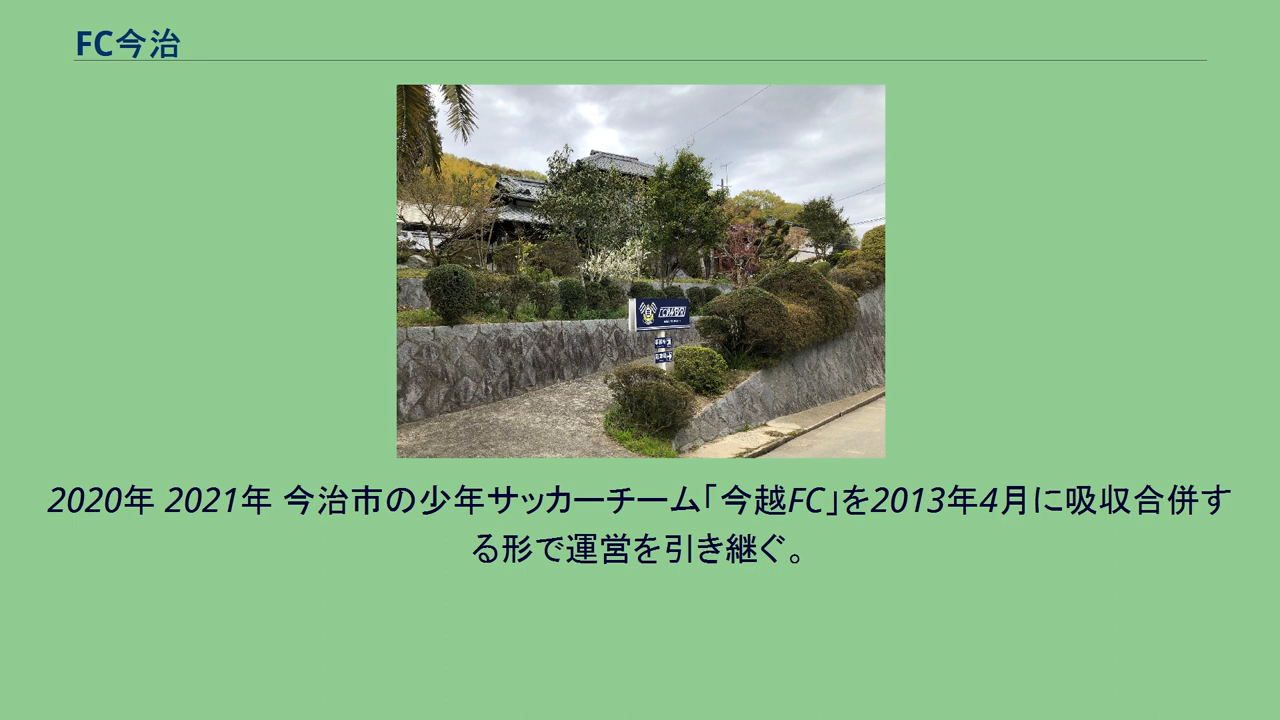 FC今治
2020年 2021年 今治市の少年サッカーチーム｢今越FC｣を2013年4月に吸収合併す
る形で運営を引き継ぐ。